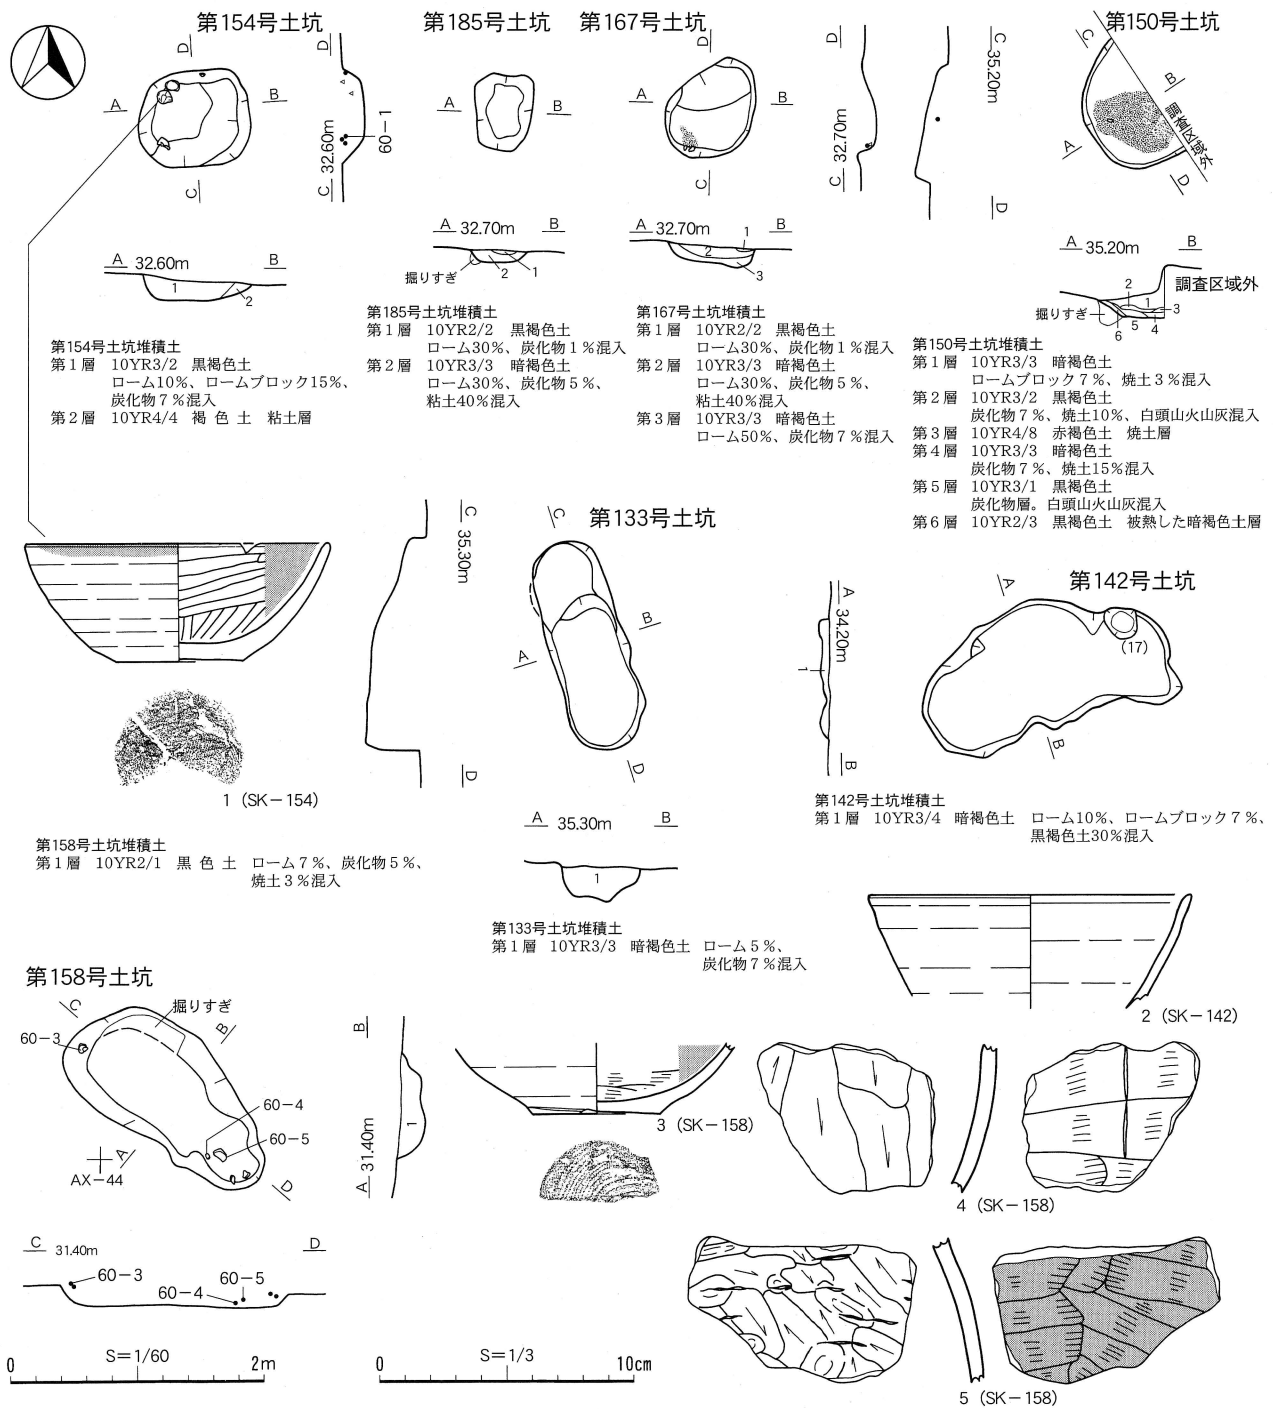 第154号土坑
D
A
B
C
D
C 32.60m
60－1
A 32.60m
B
1
2
第154号土坑堆積土
第１層 10YR3/2 黒褐色土
ローム10％、ロームブロック15％、
炭化物７％混入
第２層 10YR4/4 褐 色 土 粘土層
第185号土坑
A
B
A 32.70m
B
掘りすぎ
2
1
第185号土坑堆積土
第１層 10YR2/2 黒褐色土
ローム30％、炭化物１％混入
第２層 10YR3/3 暗褐色土
ローム30％、炭化物５％、
粘土40％混入
第167号土坑
D
A
B
C
D
C 32.70m
A 32.70m
B
1
2
3
第167号土坑堆積土
第１層 10YR2/2 黒褐色土
ローム30％、炭化物１％混入
第２層 10YR3/3 暗褐色土
ローム30％、炭化物５％、
粘土40％混入
第３層 10YR3/3 暗褐色土
ローム50％、炭化物７％混入
第150号土坑
C 35.20m
D
C
B
調査区域外
A
D
A 35.20m
B
調査区域外
掘りすぎ
2
1
3
6
5
4
第150号土坑堆積土
第１層 10YR3/3 暗褐色土
ロームブロック７％、焼土３％混入
第２層 10YR3/2 黒褐色土
炭化物７％、焼土10％、白頭山火山灰混入
第３層 10YR4/8 赤褐色土 焼土層
第４層 10YR3/3 暗褐色土
炭化物７％、焼土15％混入
第５層 10YR3/1 黒褐色土
炭化物層。白頭山火山灰混入
第６層 10YR2/3 黒褐色土 被熱した暗褐色土層
1（SK－154）
第133号土坑
C 35.30m
D
C
B
A
D
A 35.30m
B
1
第133号土坑堆積土
第１層 10YR3/3 暗褐色土 ローム５％、
炭化物７％混入
第142号土坑
A 34.20m
1
B
A
(17)
B
第142号土坑堆積土
第１層 10YR3/4 暗褐色土 ローム10％、ロームブロック７％、
黒褐色土30％混入
2（SK－142）
第158号土坑堆積土
第１層 10YR2/1 黒 色 土 ローム７％、炭化物５％、
焼土３％混入
第158号土坑
C
掘りすぎ
B
60－3
60－4
60－5
A
AX－44
D
B
A 31.40m
1
C 31.40m
D
60－3
60－4
60－5
3（SK－158）
4（SK－158）
5（SK－158）
0 S＝1/60 2m
0 S＝1/3 10cm